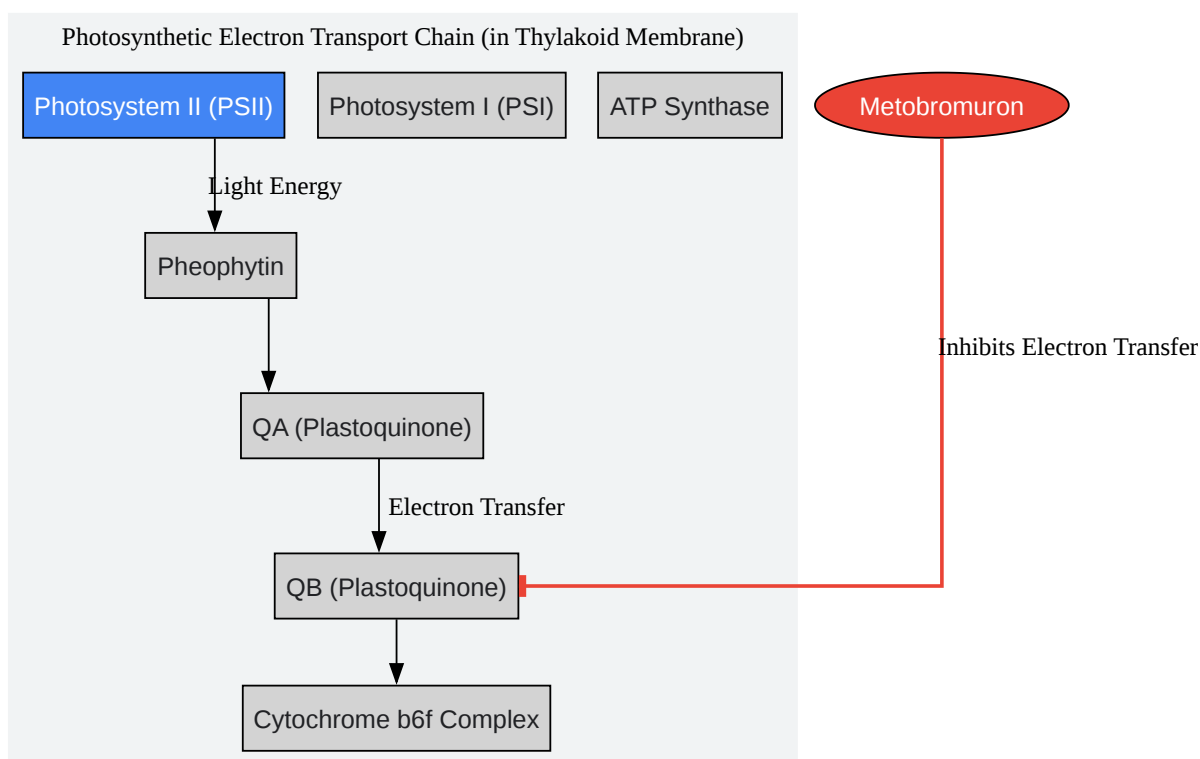 Photosynthetic Electron Transport Chain (in Thylakoid Membrane)
Photosystem II (PSII)
Photosystem I (PSI)
ATP Synthase
Metobromuron
Light Energy
Pheophytin
Inhibits Electron Transfer
QA (Plastoquinone)
Electron Transfer
QB (Plastoquinone)
Cytochrome b6f Complex